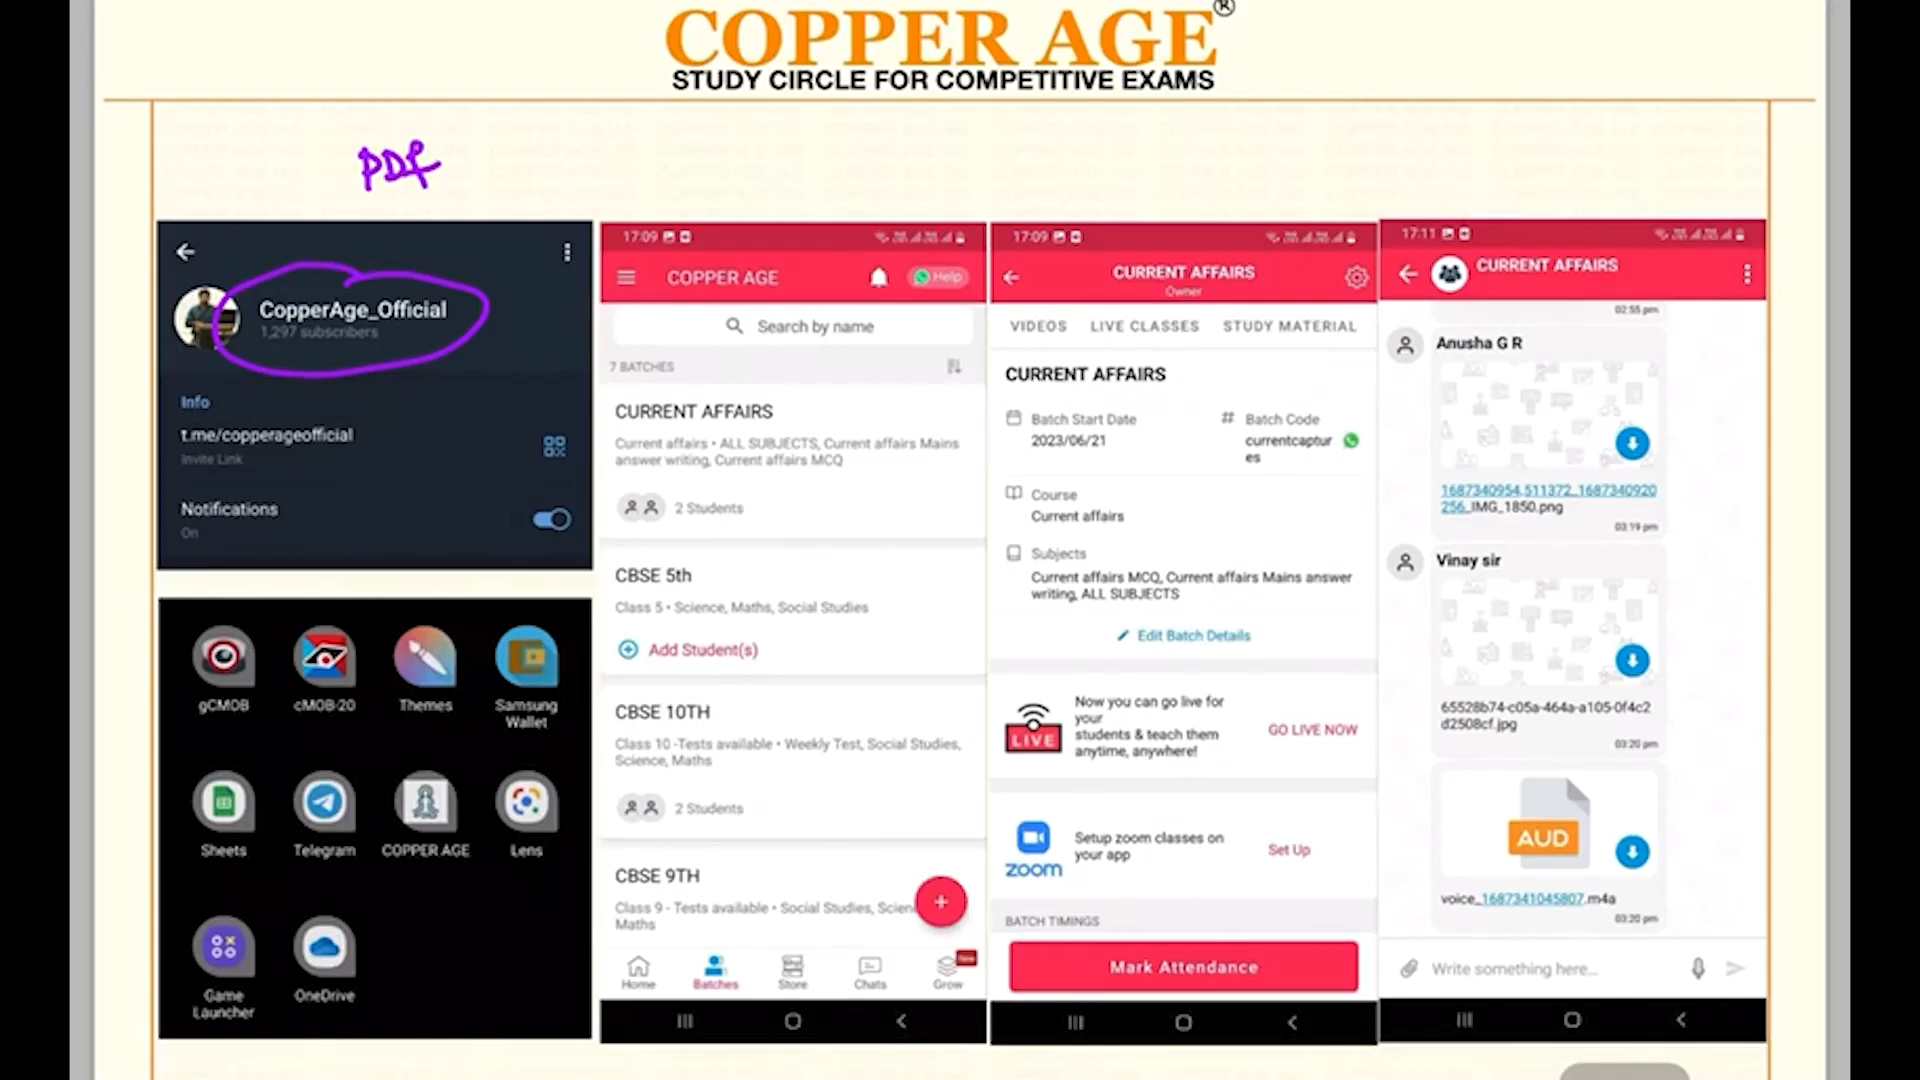 COPPER AGE®
STUDY CIRCLE FOR COMPETITIVE EXAMS
PDF
CopperAge_Official
1,297 subscribers
Info
t.me/copperageofficial
Invite Link
Notifications
On
gCMOB
cMOB-20
Themes
Samsung
Wallet
Sheets
Telegram
COPPER AGE
Lens
Game
Launcher
OneDrive
17:09
COPPER AGE
Help
Search by name
7 BATCHES
CURRENT AFFAIRS
Current affairs • ALL SUBJECTS, Current affairs Mains
answer writing, Current affairs MCQ
2 Students
CBSE 5th
Class 5 • Science, Maths, Social Studies
Add Student(s)
CBSE 10TH
Class 10 -Tests available • Weekly Test, Social Studies,
Science, Maths
2 Students
CBSE 9TH
Class 9 - Tests available • Social Studies, Scien
Maths
+
Home
Batches
Store
Chats
New
Grow
17:09
CURRENT AFFAIRS
Owner
VIDEOS
LIVE CLASSES
STUDY MATERIAL
CURRENT AFFAIRS
Batch Start Date
2023/06/21
# Batch Code
currentcaptur
es
Course
Current affairs
Subjects
Current affairs MCQ, Current affairs Mains answer
writing, ALL SUBJECTS
Edit Batch Details
LIVE
Now you can go live for
your
students & teach them
anytime, anywhere!
GO LIVE NOW
zoom
Setup zoom classes on
your app
Set Up
BATCH TIMINGS
Mark Attendance
17:11
CURRENT AFFAIRS
02:55 pm
Anusha G R
1687340954.511372_1687340920
256_IMG_1850.png
03:19 pm
Vinay sir
65528b74-c05a-464a-a105-0f4c2
d2508cf.jpg
03:20 pm
AUD
voice_1687341045807.m4a
03:20 pm
Write something here...